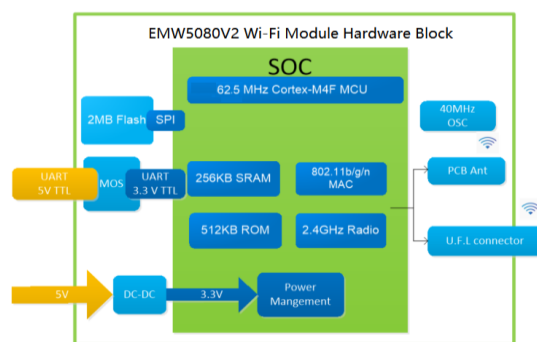 EMW5080V2 Wi-Fi Module Hardware Block
SOC
62.5 MHz Cortex-M4F MCU
2MB Flash
SPI
40MHz
OSC
UART
5V TTL
MOS
UART
3.3 V TTL
256KB SRAM
802.11b/g/n
MAC
PCB Ant
512KB ROM
2.4GHz Radio
U.F.L connector
5V
DC-DC
3.3V
Power
Mangement